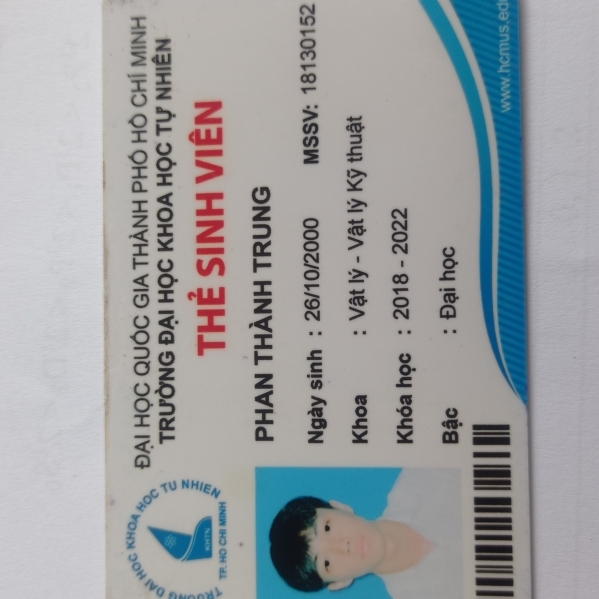 ĐẠI HỌC QUỐC GIA THÀNH PHỐ HỒ CHÍ MINH
TRƯỜNG ĐẠI HỌC KHOA HỌC TỰ NHIÊN
THẺ SINH VIÊN
PHAN THÀNH TRUNG
Ngày sinh : 26/10/2000 MSSV: 18130152
Khoa : Vật lý - Vật lý Kỹ thuật
Khóa học : 2018 - 2022
Bậc : Đại học
TRƯỜNG ĐẠI HỌC KHOA HỌC TỰ NHIÊN
KHTN
TP. HỒ CHÍ MINH
www.hcmus.ed